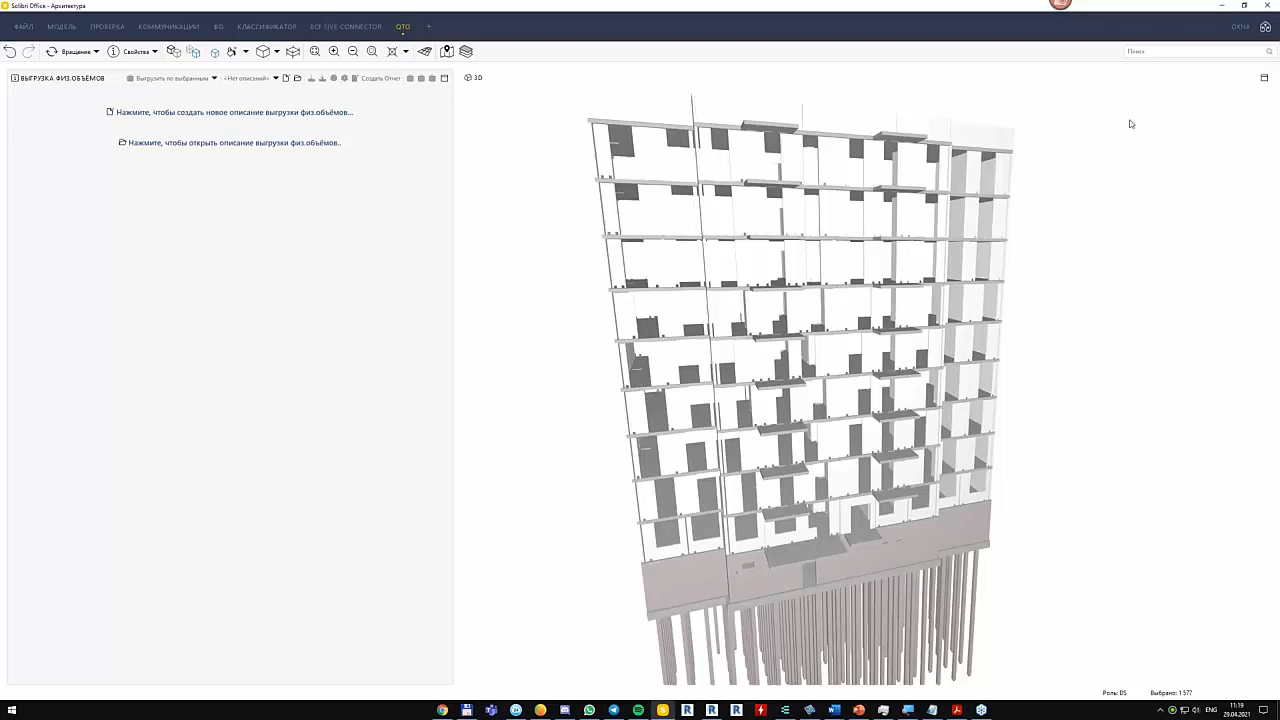 Solibri Office - Архитектура
ФАЙЛ МОДЕЛЬ ПРОВЕРКА КОММУНИКАЦИИ ФО КЛАССИФИКАТОР BCF LIVE CONNECTOR QTO + ОКНА
Вращение Свойства Поиск
ВЫГРУЗКА ФИЗ.ОБЪЁМОВ Выгрузить по выбранным <Нет описаний> Создать Отчет 3D
Нажмите, чтобы создать новое описание выгрузки физ.объёмов...
Нажмите, чтобы открыть описание выгрузки физ.объёмов..
Роль: DS Выбрано: 1 577
ENG 11:19
29.04.2021